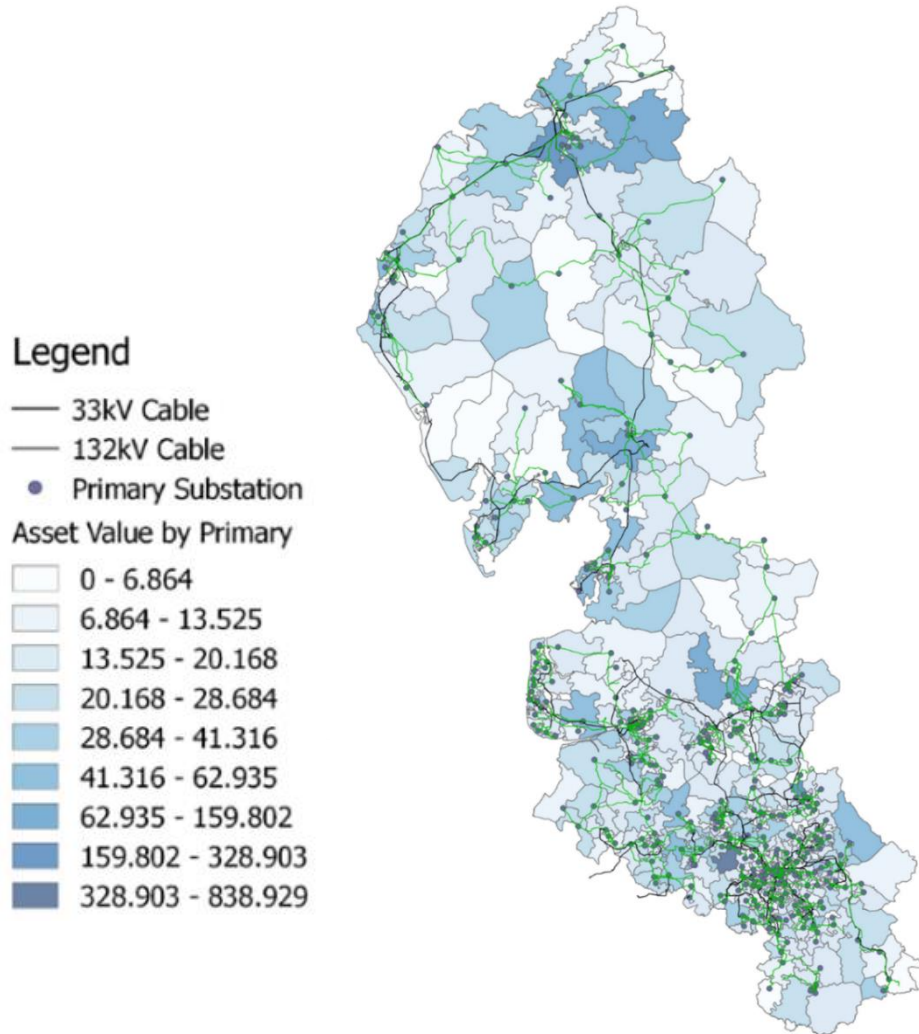 Legend
33kV Cable
132kV Cable
Primary Substation
Asset Value by Primary
0 - 6.864
6.864 - 13.525
13.525 - 20.168
20.168 - 28.684
28.684 - 41.316
41.316 - 62.935
62.935 - 159.802
159.802 - 328.903
328.903 - 838.929